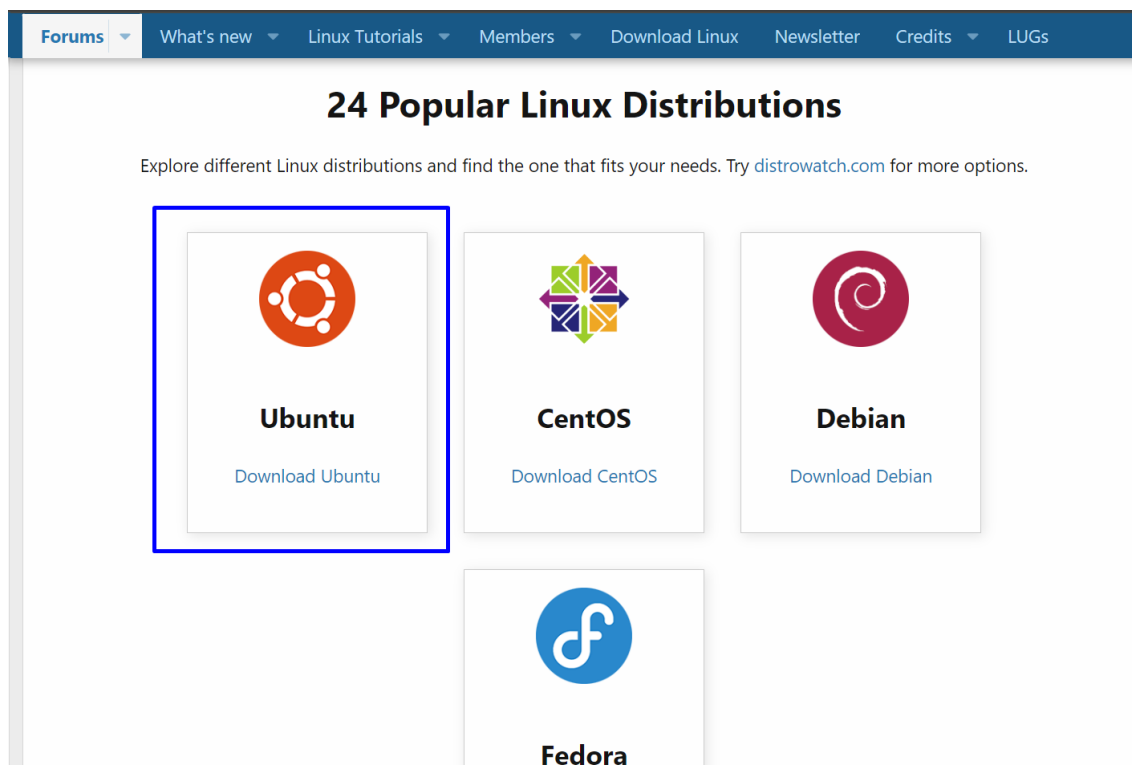 Forums What's new Linux Tutorials Members Download Linux Newsletter Credits LUGs
24 Popular Linux Distributions
Explore different Linux distributions and find the one that fits your needs. Try distrowatch.com for more options.
Ubuntu CentOS Debian
Download Ubuntu Download CentOS Download Debian
Fedora